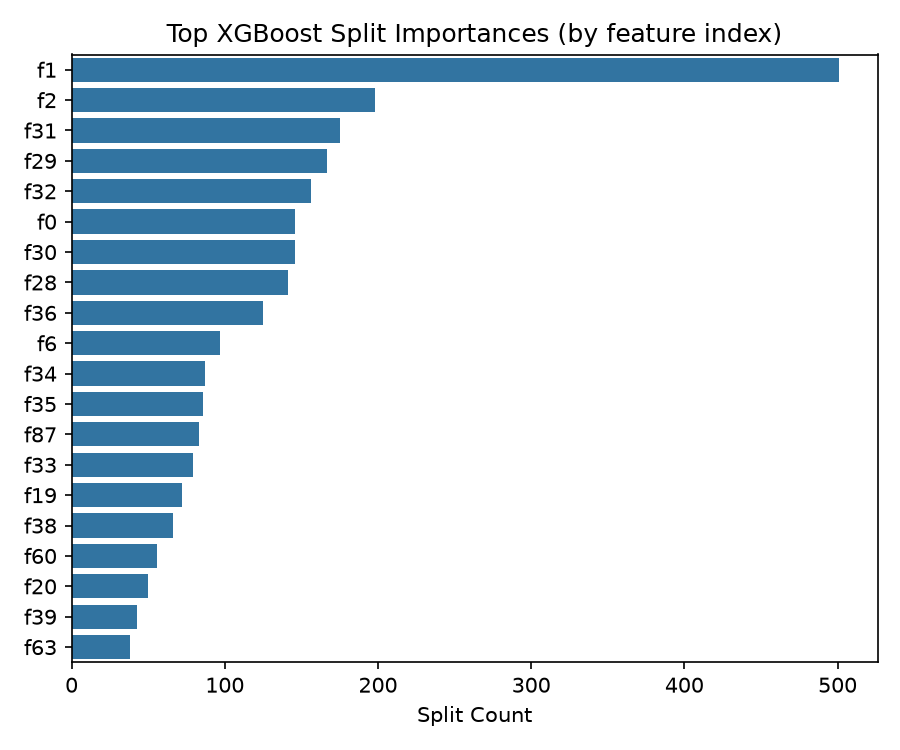 Top XGBoost Split Importances (by feature index)
f1
f2
f31
f29
f32
f0
f30
f28
f36
f6
f34
f35
f87
f33
f19
f38
f60
f20
f39
f63
0 100 200 300 400 500
Split Count